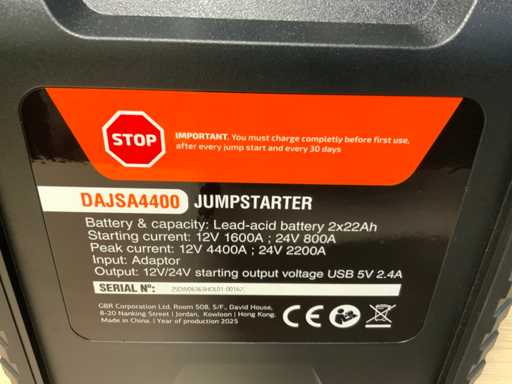 STOP
IMPORTANT. You must charge completly before first use,
after every jump start and every 30 days
DAJSA4400 JUMPSTARTER
Battery & capacity: Lead-acid battery 2x22Ah
Starting current: 12V 1600A ; 24V 800A
Peak current: 12V 4400A ; 24V 2200A
Input: Adaptor
Output: 12V/24V starting output voltage USB 5V 2.4A
SERIAL Nº:
GBR Corporation Ltd, Room 508, 5/F., David House,
8-20 Nanking Street | Jordan, Kowloon | Hong Kong.
Made in China. | Year of production 2025
CE